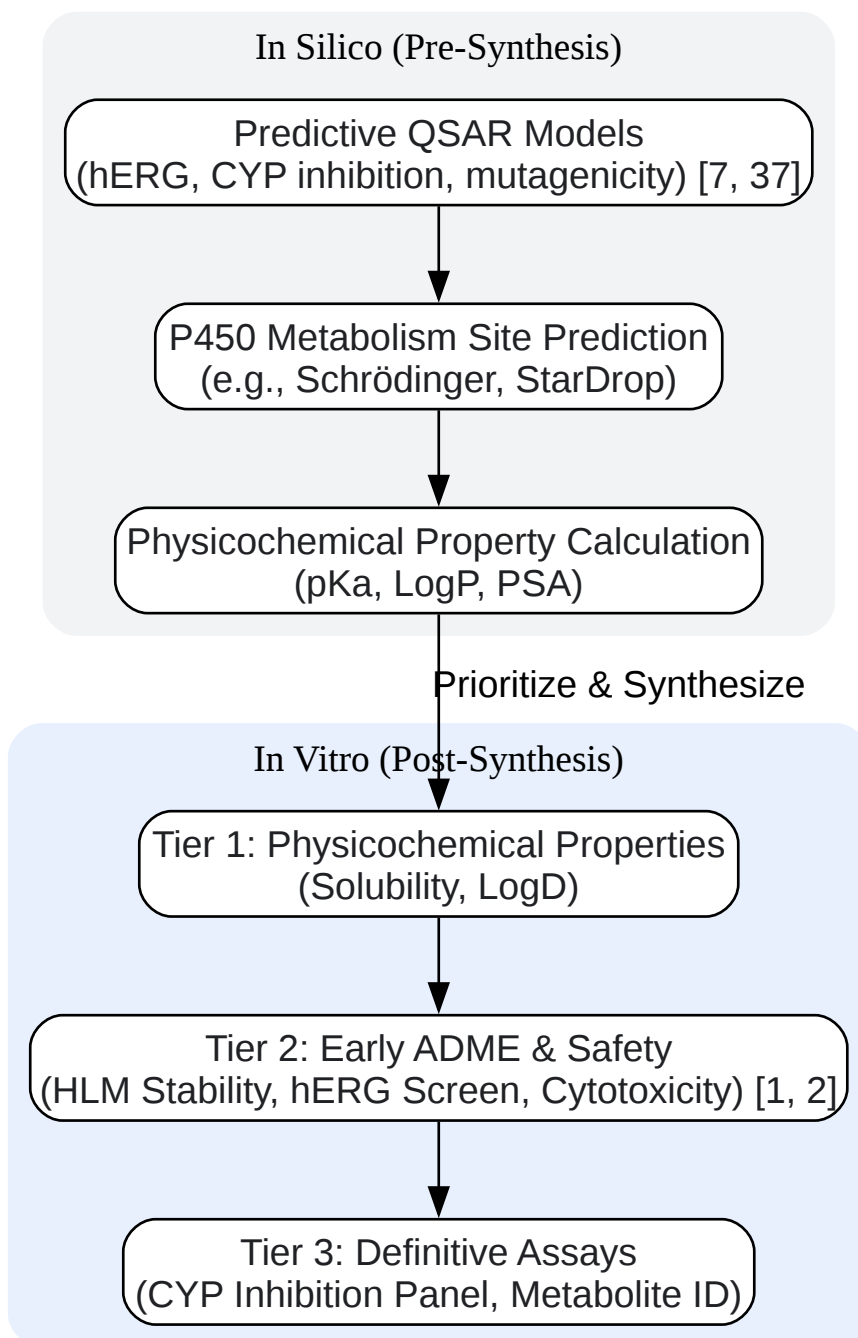 In Silico (Pre-Synthesis)
Predictive QSAR Models
(hERG, CYP inhibition, mutagenicity) [7, 37]
P450 Metabolism Site Prediction
(e.g., Schrödinger, StarDrop)
Physicochemical Property Calculation
(pKa, LogP, PSA)
Prioritize & Synthesize
In Vitro (Post-Synthesis)
Tier 1: Physicochemical Properties
(Solubility, LogD)
Tier 2: Early ADME & Safety
(HLM Stability, hERG Screen, Cytotoxicity) [1, 2]
Tier 3: Definitive Assays
(CYP Inhibition Panel, Metabolite ID)